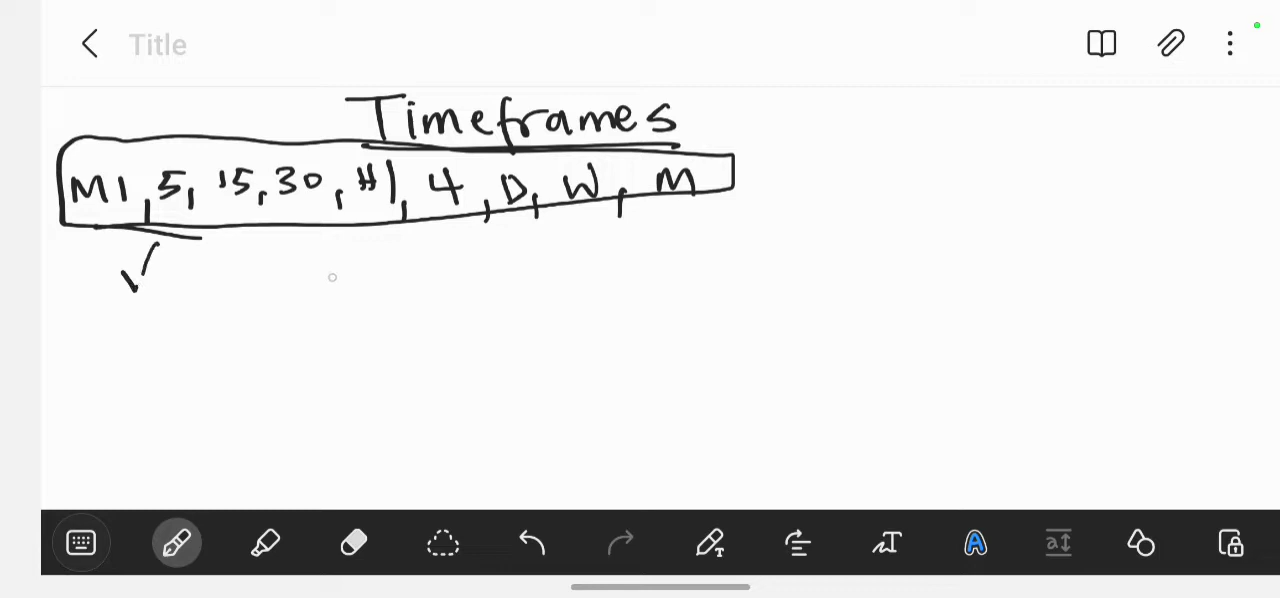 Title
Timeframes
M1, 5, 15, 30, H1, 4, D, W, M